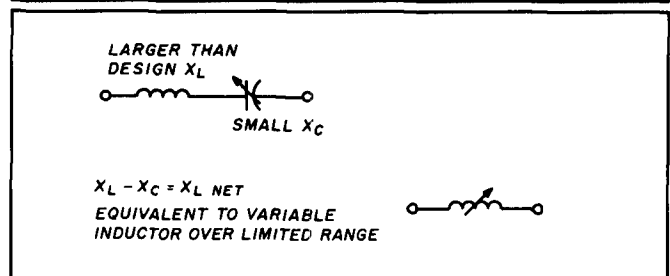 LARGER THAN
DESIGN XL
SMALL XC
XL - XC = XL NET
EQUIVALENT TO VARIABLE
INDUCTOR OVER LIMITED RANGE